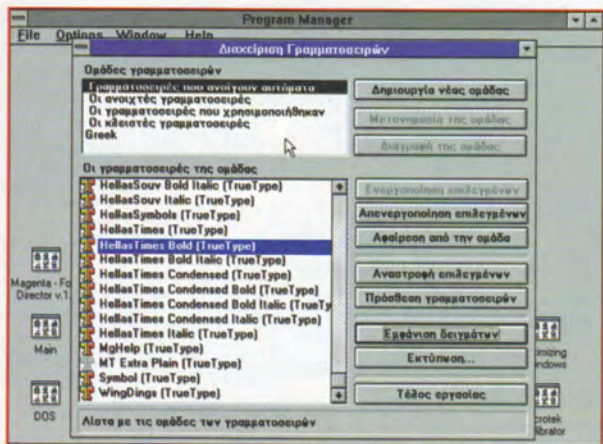 Program Manager
File Options Window Help
Διαχείριση Γραμματοσειρών
Ομάδες γραμματοσειρών
Γραμματοσειρές που ανοίγουν αυτόματα
Οι ανοιχτές γραμματοσειρές
Οι γραμματοσειρές που χρησιμοποιήθηκαν
Οι κλειστές γραμματοσειρές
Greek
Δημιουργία νέας ομάδας
Μετονομασία της ομάδας
Διαγραφή της ομάδας
Οι γραμματοσειρές της ομάδας
HellasSouv Bold Italic (TrueType)
HellasSouv Italic (TrueType)
HellasSymbols (TrueType)
HellasTimes (TrueType)
HellasTimes Bold (TrueType)
HellasTimes Bold Italic (TrueType)
HellasTimes Condensed (TrueType)
HellasTimes Condensed Bold (TrueType)
HellasTimes Condensed Bold Italic (TrueTy
HellasTimes Condensed Italic (TrueType)
HellasTimes Italic (TrueType)
MgHelp (TrueType)
MT Extra Plain (TrueType)
Symbol (TrueType)
WingDings (TrueType)
Ενεργοποίηση επιλεγμένων
Απενεργοποίηση επιλεγμένων
Αφαίρεση από την ομάδα
Αναστροφή επιλεγμένων
Πρόσθεση γραμματοσειρών
Εμφάνιση δειγμάτων
Εκτύπωση...
Τέλος εργασίας
Λίστα με τις ομάδες των γραμματοσειρών
Magenta - Fo
Director v.1.
Main
DOS
imizing
ndows
crotek
librator